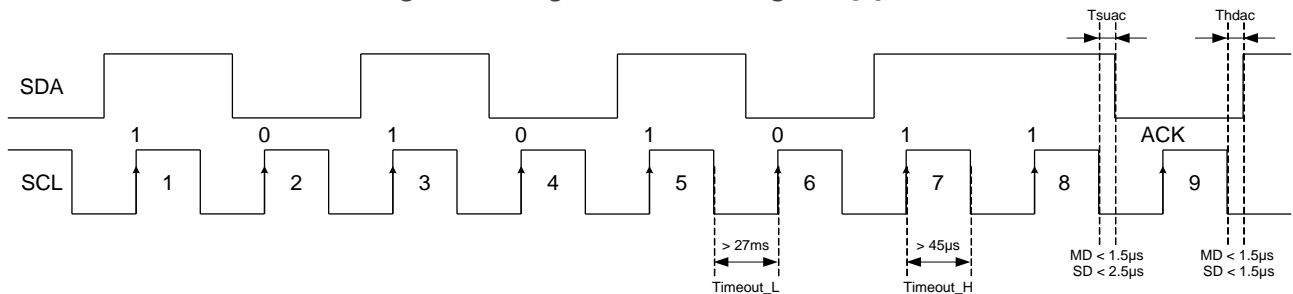 Tsuac Thdac
SDA
1 0 1 0 1 0 1 1 ACK
SCL 1 2 3 4 5 6 7 8 9
> 27ms > 45µs MD < 1.5µs MD < 1.5µs
SD < 2.5µs SD < 1.5µs
Timeout_L Timeout_H